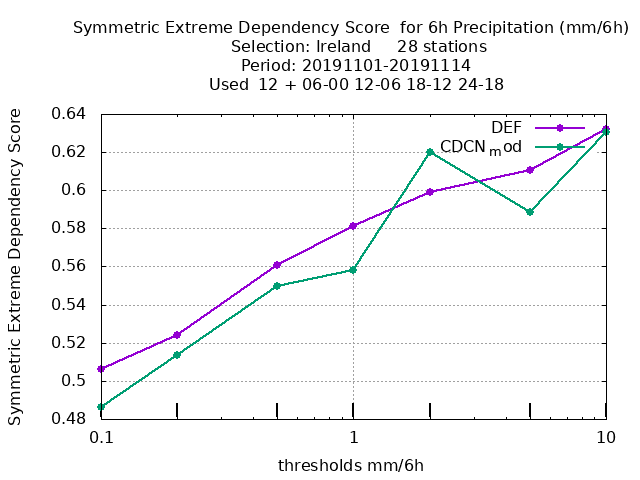 Symmetric Extreme Dependency Score  for 6h Precipitation (mm/6h)
Selection: Ireland     28 stations
Period: 20191101-20191114
Used  12 + 06-00 12-06 18-12 24-18
Symmetric Extreme Dependency Score
0.64
0.62
0.6
0.58
0.56
0.54
0.52
0.5
0.48
DEF
CDCNmod
0.1
1
10
thresholds mm/6h